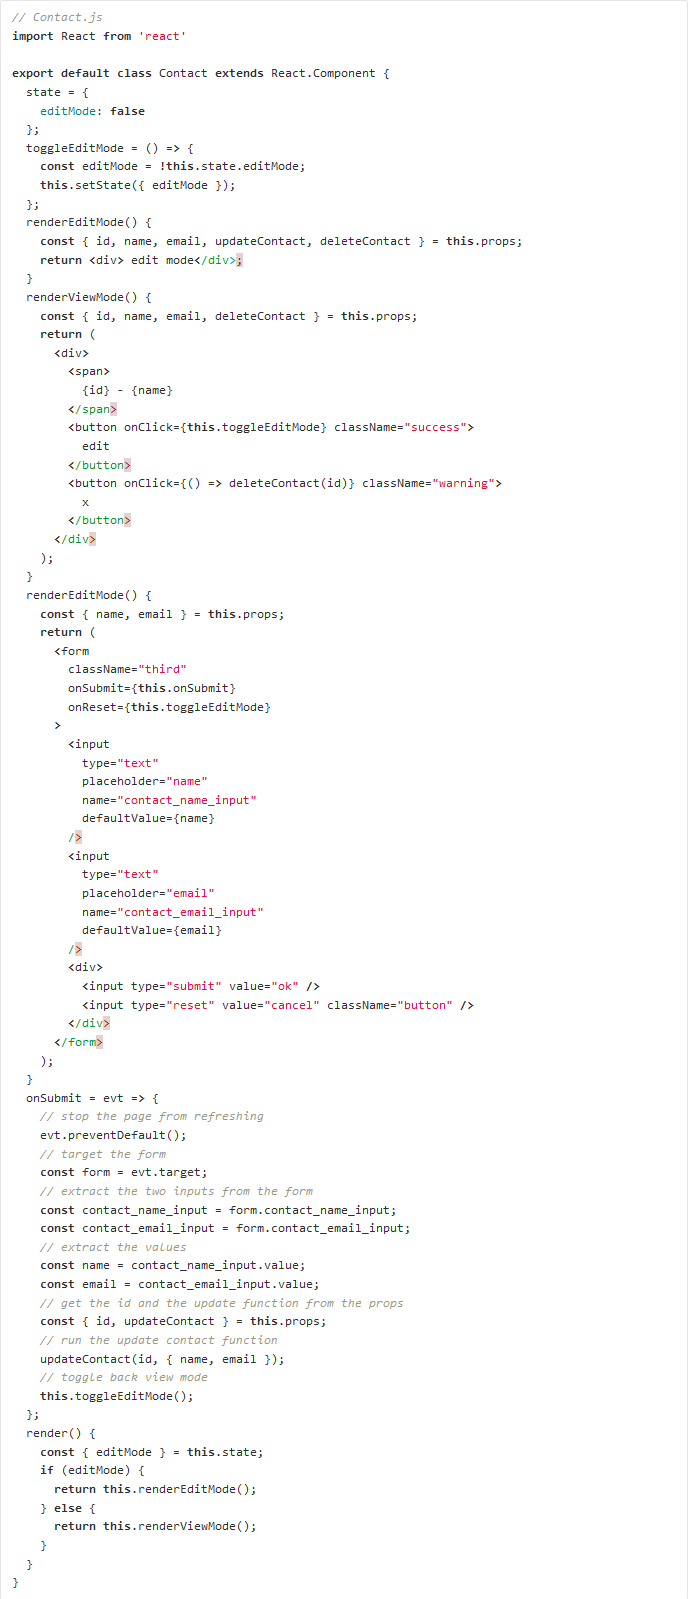 // Contact.js
import React from 'react'

export default class Contact extends React.Component {
  state = {
    editMode: false
  };
  toggleEditMode = () => {
    const editMode = !this.state.editMode;
    this.setState({ editMode });
  };
  renderEditMode() {
    const { id, name, email, updateContact, deleteContact } = this.props;
    return <div> edit mode</div>;
  }
  renderViewMode() {
    const { id, name, email, deleteContact } = this.props;
    return (
      <div>
        <span>
          {id} - {name}
        </span>
        <button onClick={this.toggleEditMode} className="success">
          edit
        </button>
        <button onClick={() => deleteContact(id)} className="warning">
          x
        </button>
      </div>
    );
  }
  renderEditMode() {
    const { name, email } = this.props;
    return (
      <form
        className="third"
        onSubmit={this.onSubmit}
        onReset={this.toggleEditMode}
      >
        <input
          type="text"
          placeholder="name"
          name="contact_name_input"
          defaultValue={name}
        />
        <input
          type="text"
          placeholder="email"
          name="contact_email_input"
          defaultValue={email}
        />
        <div>
          <input type="submit" value="ok" />
          <input type="reset" value="cancel" className="button" />
        </div>
      </form>
    );
  }
  onSubmit = evt => {
    // stop the page from refreshing
    evt.preventDefault();
    // target the form
    const form = evt.target;
    // extract the two inputs from the form
    const contact_name_input = form.contact_name_input;
    const contact_email_input = form.contact_email_input;
    // extract the values
    const name = contact_name_input.value;
    const email = contact_email_input.value;
    // get the id and the update function from the props
    const { id, updateContact } = this.props;
    // run the update contact function
    updateContact(id, { name, email });
    // toggle back view mode
    this.toggleEditMode();
  };
  render() {
    const { editMode } = this.state;
    if (editMode) {
      return this.renderEditMode();
    } else {
      return this.renderViewMode();
    }
  }
}